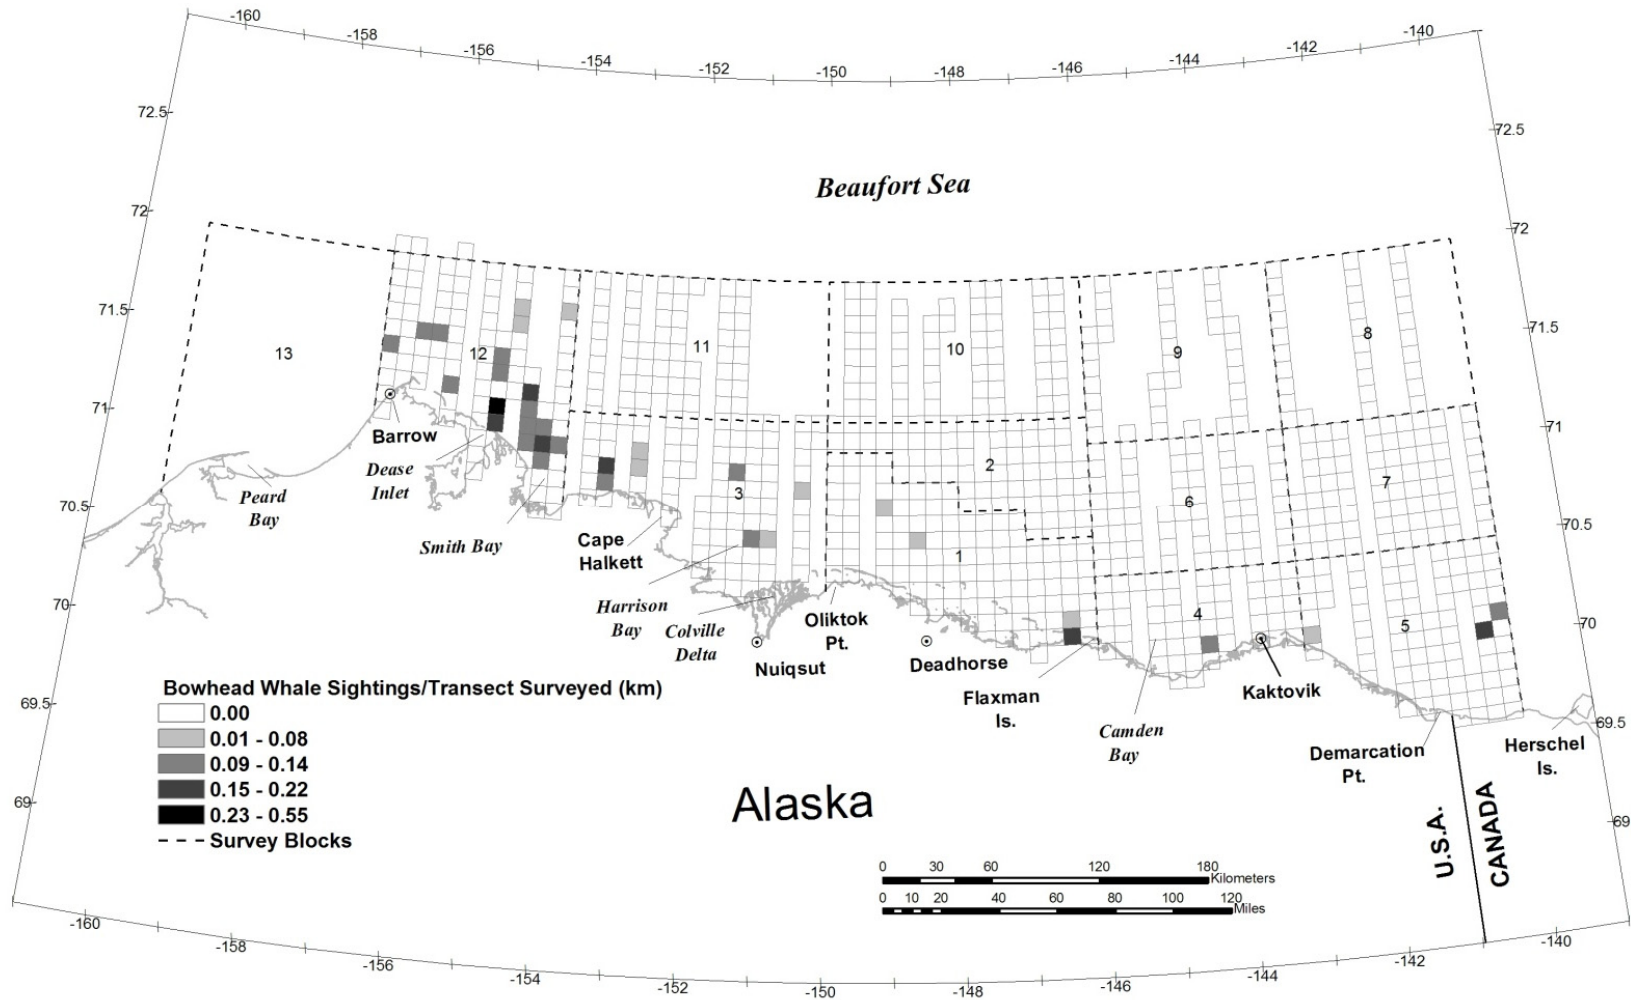 -160
-158
-156
-154
-152
-150
-148
-146
-144
-142
-140
72.5
72.5
Beaufort Sea
72
72
71.5
71.5
13
12
11
10
9
8
71
71
Barrow
Dease
Inlet
Peard
Bay
Smith Bay
Cape
Halkett
3
2
1
6
7
70.5
70.5
Harrison
Bay
Colville
Delta
Nuiqsut
Oliktok
Pt.
Deadhorse
Flaxman
Is.
4
5
Camden
Bay
Kaktovik
Demarcation
Pt.
Herschel
Is.
70
70
69.5
69.5
69
69
Bowhead Whale Sightings/Transect Surveyed (km)
0.00
0.01 - 0.08
0.09 - 0.14
0.15 - 0.22
0.23 - 0.55
Survey Blocks
Alaska
U.S.A.
CANADA
0 30 60 120 180
Kilometers
0 10 20 40 60 80 100 120
Miles
-160
-158
-156
-154
-152
-150
-148
-146
-144
-142
-140